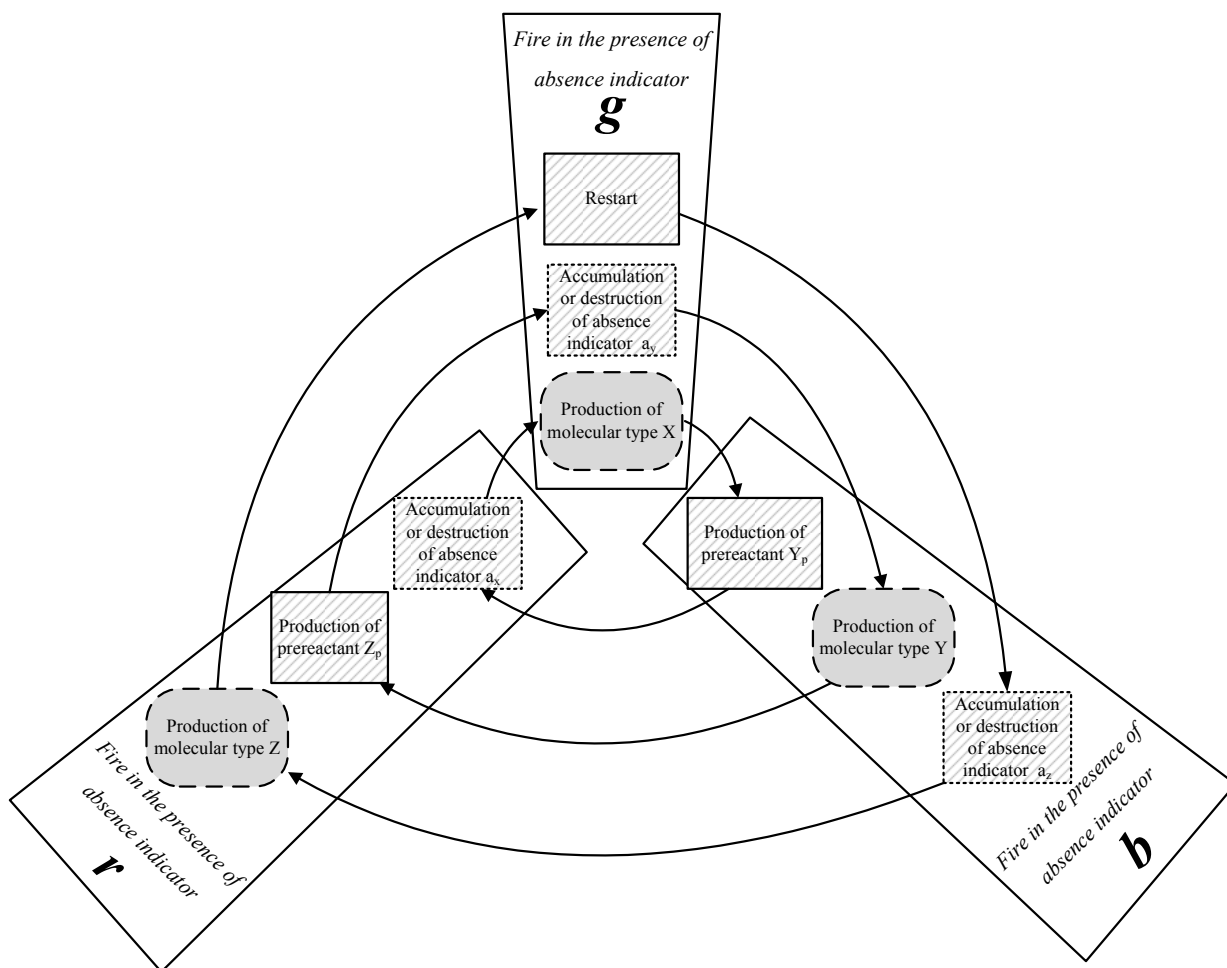 Fire in the presence of
absence indicator
g
Restart
Accumulation
or destruction
of absence
indicator a_y
Production of
molecular type X
Accumulation
or destruction
of absence
indicator a_x
Production of
prereactant Y_p
Production of
prereactant Z_p
Production of
molecular type Y
Production of
molecular type Z
Accumulation
or destruction
of absence
indicator a_z
Fire in the presence of
absence indicator
r
Fire in the presence of
absence indicator
b